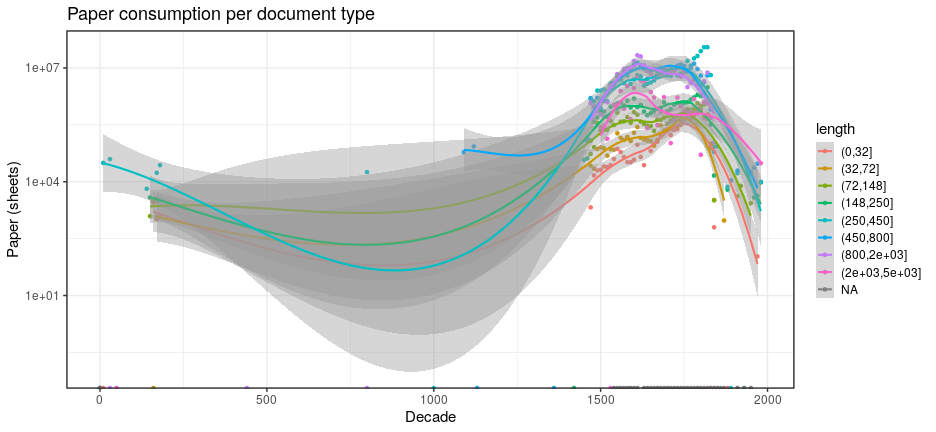 Paper consumption per document type
Paper (sheets)
1e+07
1e+04
1e+01
0
500
1000
1500
2000
Decade
length
(0,32]
(32,72]
(72,148]
(148,250]
(250,450]
(450,800]
(800,2e+03]
(2e+03,5e+03]
NA